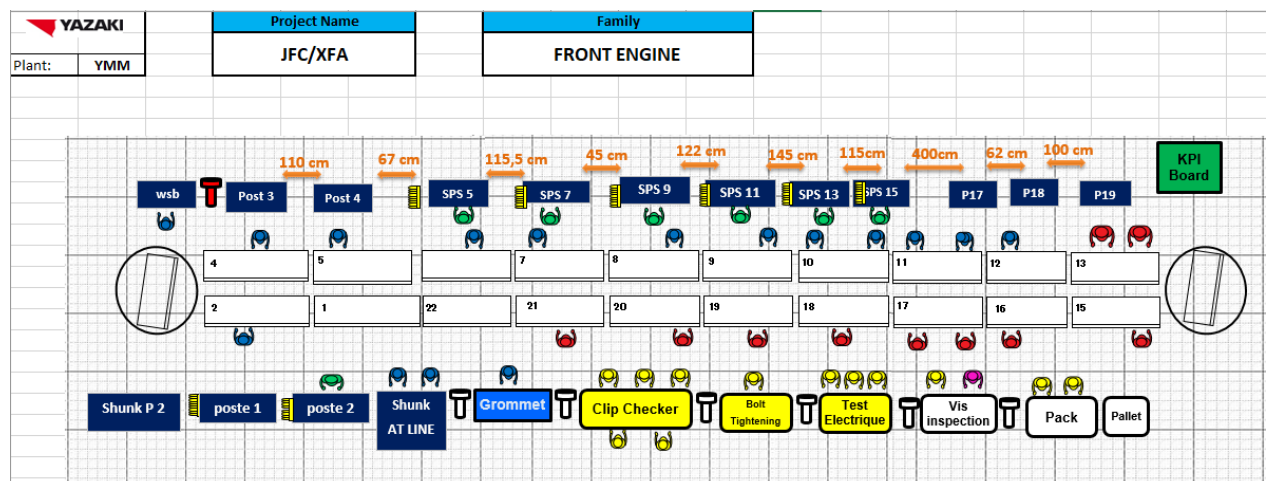 YAZAKI
Project Name
Family
JFC/XFA
FRONT ENGINE
Plant:
YMM
110 cm
67 cm
115,5 cm
45 cm
122 cm
145 cm
115cm
400cm
62 cm
100 cm
KPI
Board
wsb
Post 3
Post 4
SPS 5
SPS 7
SPS 9
SPS 11
SPS 13
SPS 15
P17
P18
P19
4
5
7
8
9
10
11
12
13
2
1
22
21
20
19
18
17
16
15
Shunk P 2
poste 1
poste 2
Shunk
AT LINE
Grommet
Clip Checker
Bolt
Tightening
Test
Electrique
Vis
inspection
Pack
Pallet